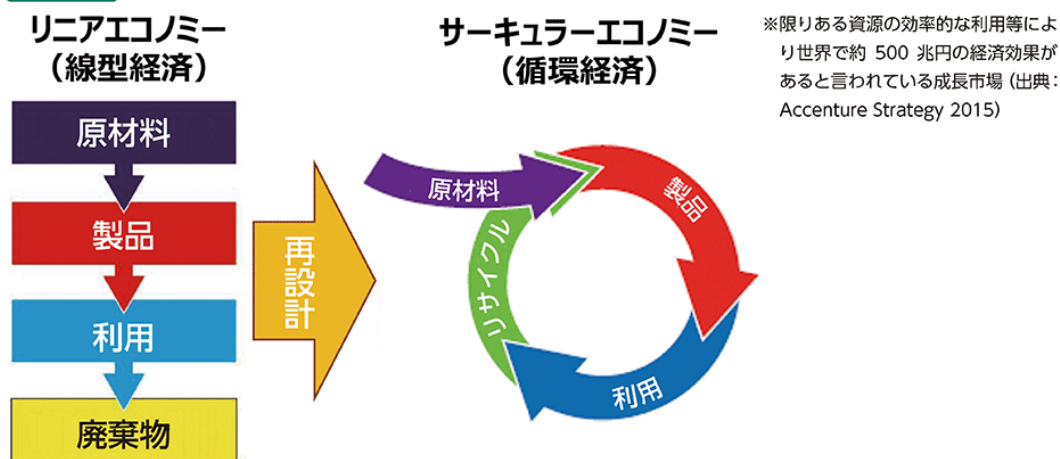 リニアエコノミー
（線型経済）
原材料
製品
利用
廃棄物
再設計
サーキュラーエコノミー
（循環経済）
原材料
製品
利用
リサイクル
※限りある資源の効率的な利用等によ
り世界で約 500 兆円の経済効果が
あると言われている成長市場（出典：
Accenture Strategy 2015）